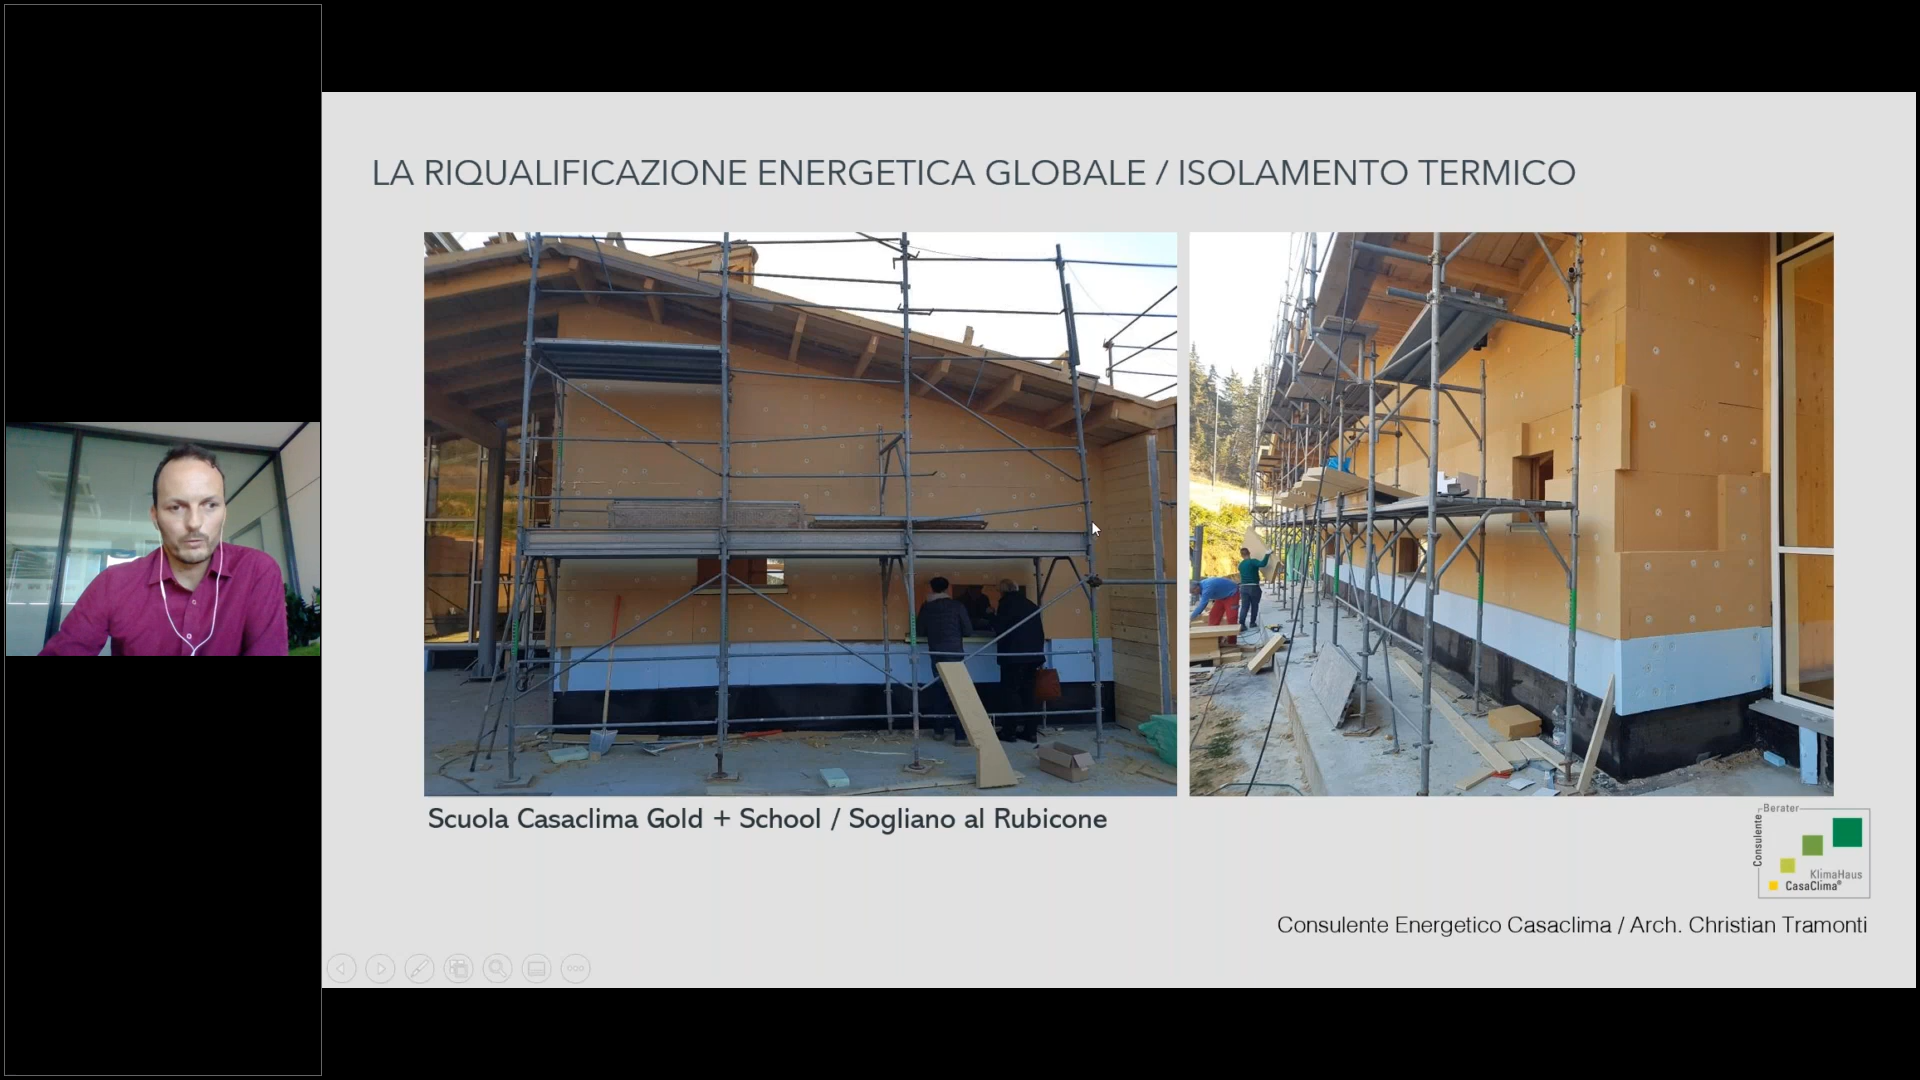 LA RIQUALIFICAZIONE ENERGETICA GLOBALE / ISOLAMENTO TERMICO
Scuola Casaclima Gold + School / Sogliano al Rubicone
Berater
Consulente
KlimaHaus
CasaClima®
Consulente Energetico Casaclima / Arch. Christian Tramonti